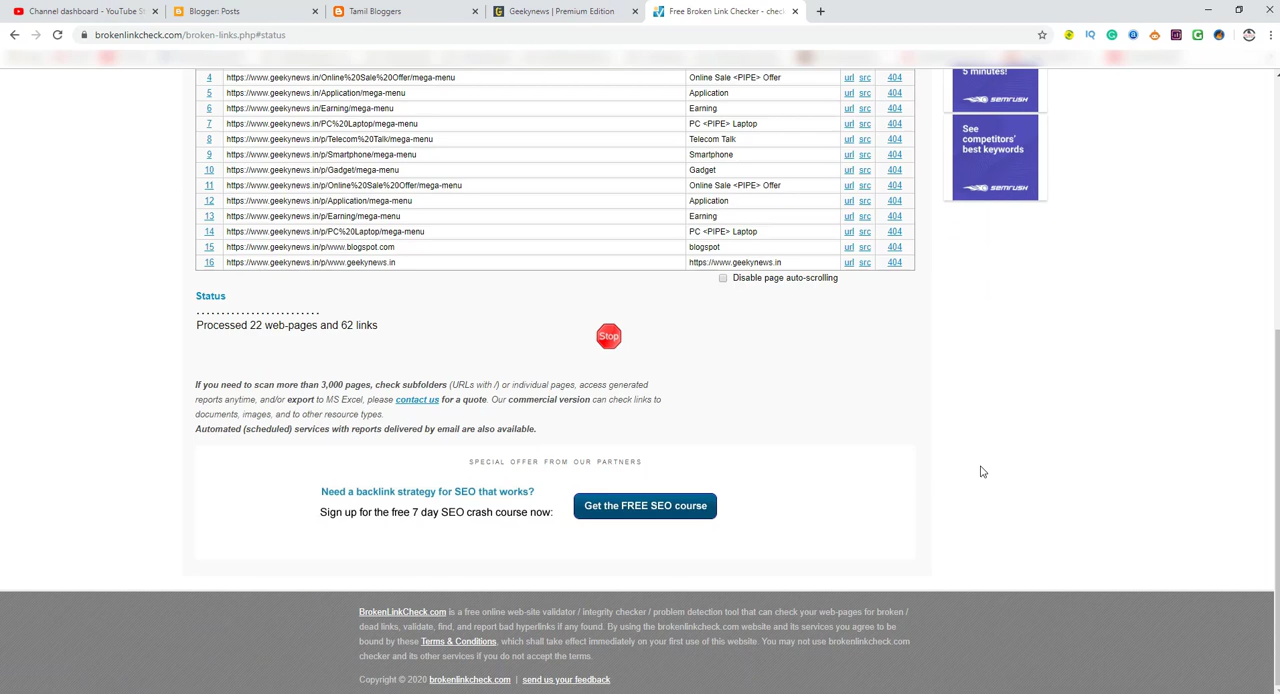 Channel dashboard - YouTube St
Blogger: Posts
Tamil Bloggers
Geekynews | Premium Edition
Free Broken Link Checker - chec
brokenlinkcheck.com/broken-links.php#status
4 https://www.geekynews.in/Online%20Sale%20Offer/mega-menu Online Sale <PIPE> Offer url src 404
5 https://www.geekynews.in/Application/mega-menu Application url src 404
6 https://www.geekynews.in/Earning/mega-menu Earning url src 404
7 https://www.geekynews.in/PC%20Laptop/mega-menu PC <PIPE> Laptop url src 404
8 https://www.geekynews.in/p/Telecom%20Talk/mega-menu Telecom Talk url src 404
9 https://www.geekynews.in/p/Smartphone/mega-menu Smartphone url src 404
10 https://www.geekynews.in/p/Gadget/mega-menu Gadget url src 404
11 https://www.geekynews.in/p/Online%20Sale%20Offer/mega-menu Online Sale <PIPE> Offer url src 404
12 https://www.geekynews.in/p/Application/mega-menu Application url src 404
13 https://www.geekynews.in/p/Earning/mega-menu Earning url src 404
14 https://www.geekynews.in/p/PC%20Laptop/mega-menu PC <PIPE> Laptop url src 404
15 https://www.geekynews.in/p/www.blogspot.com blogspot url src 404
16 https://www.geekynews.in/p/www.geekynews.in https://www.geekynews.in url src 404
Disable page auto-scrolling
5 minutes!
SEMRUSH
See
competitors'
best keywords
SEMRUSH
Status
. . . . . . . . . . . . . . . . . . . . . . . .
Processed 22 web-pages and 62 links
Stop
If you need to scan more than 3,000 pages, check subfolders (URLs with /) or individual pages, access generated
reports anytime, and/or export to MS Excel, please contact us for a quote. Our commercial version can check links to
documents, images, and to other resource types.
Automated (scheduled) services with reports delivered by email are also available.
SPECIAL OFFER FROM OUR PARTNERS
Need a backlink strategy for SEO that works?
Sign up for the free 7 day SEO crash course now:
Get the FREE SEO course
BrokenLinkCheck.com is a free online web-site validator / integrity checker / problem detection tool that can check your web-pages for broken /
dead links, validate, find, and report bad hyperlinks if any found. By using the brokenlinkcheck.com website and its services you agree to be
bound by these Terms & Conditions, which shall take effect immediately on your first use of this website. You may not use brokenlinkcheck.com
checker and its other services if you do not accept the terms.
Copyright © 2020 brokenlinkcheck.com | send us your feedback